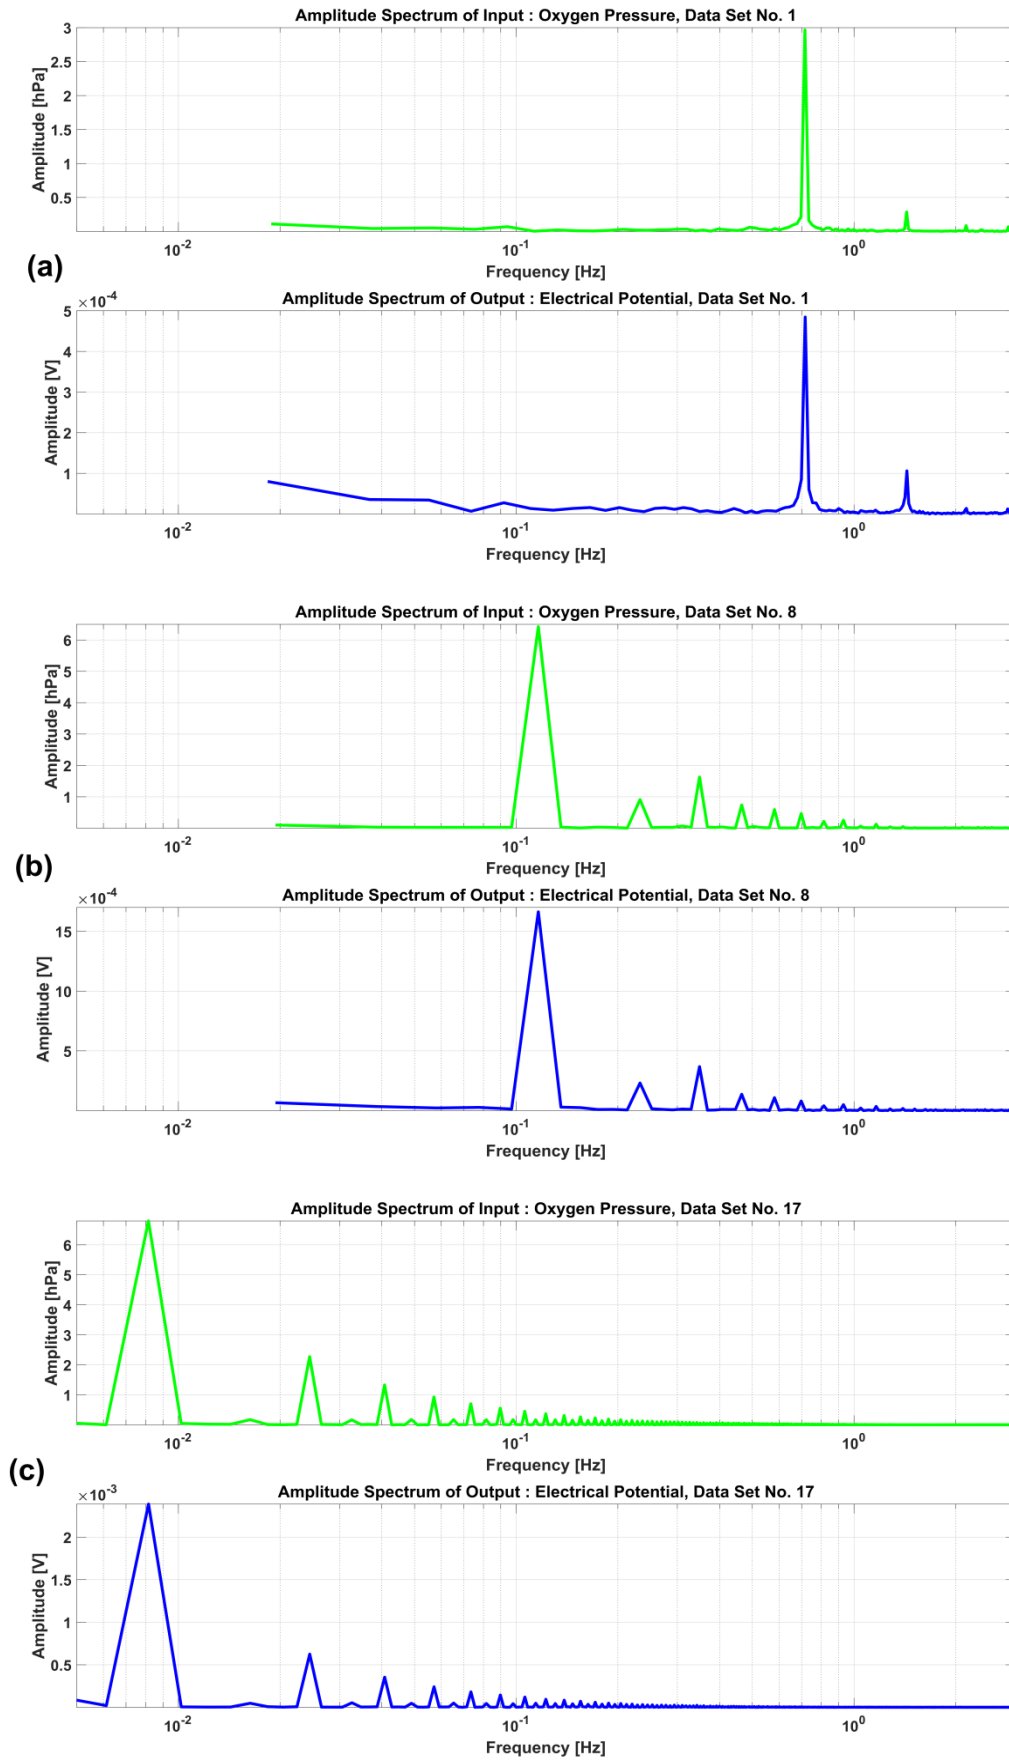 Amplitude Spectrum of Input : Oxygen Pressure, Data Set No. 1
Amplitude [hPa]
3
2.5
2
1.5
1
0.5
10^-2 10^-1 10^0
Frequency [Hz]
(a)
Amplitude Spectrum of Output : Electrical Potential, Data Set No. 1
×10^-4
Amplitude [V]
5
4
3
2
1
10^-2 10^-1 10^0
Frequency [Hz]
Amplitude Spectrum of Input : Oxygen Pressure, Data Set No. 8
Amplitude [hPa]
6
5
4
3
2
1
10^-2 10^-1 10^0
Frequency [Hz]
(b)
Amplitude Spectrum of Output : Electrical Potential, Data Set No. 8
×10^-4
Amplitude [V]
15
10
5
10^-2 10^-1 10^0
Frequency [Hz]
Amplitude Spectrum of Input : Oxygen Pressure, Data Set No. 17
Amplitude [hPa]
6
5
4
3
2
1
10^-2 10^-1 10^0
Frequency [Hz]
(c)
Amplitude Spectrum of Output : Electrical Potential, Data Set No. 17
×10^-3
Amplitude [V]
2
1.5
1
0.5
10^-2 10^-1 10^0
Frequency [Hz]